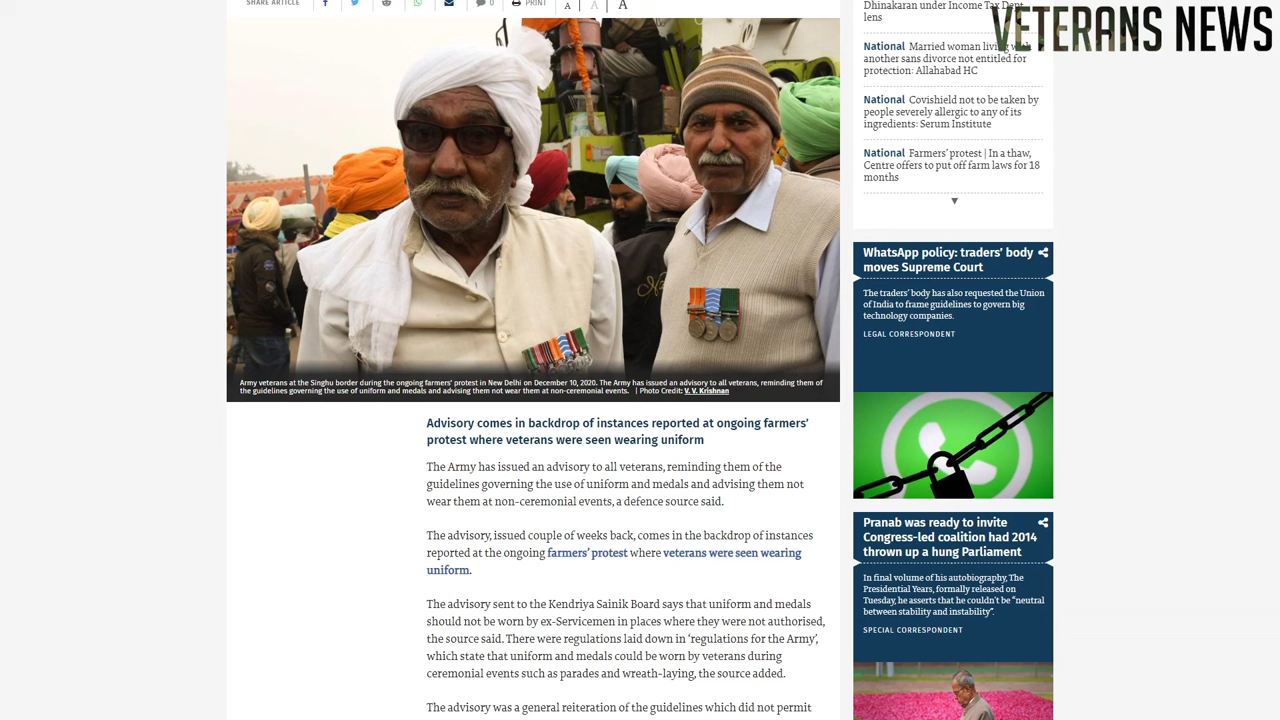 SHARE ARTICLE
0
PRINT
A
A
A
VETERANS NEWS
Army veterans at the Singhu border during the ongoing farmers' protest in New Delhi on December 10, 2020. The Army has issued an advisory to all veterans, reminding them of
the guidelines governing the use of uniform and medals and advising them not wear them at non-ceremonial events. | Photo Credit: V. V. Krishnan
Advisory comes in backdrop of instances reported at ongoing farmers'
protest where veterans were seen wearing uniform
The Army has issued an advisory to all veterans, reminding them of the
guidelines governing the use of uniform and medals and advising them not
wear them at non-ceremonial events, a defence source said.
The advisory, issued couple of weeks back, comes in the backdrop of instances
reported at the ongoing farmers' protest where veterans were seen wearing
uniform.
The advisory sent to the Kendriya Sainik Board says that uniform and medals
should not be worn by ex-Servicemen in places where they were not authorised,
the source said. There were regulations laid down in 'regulations for the Army',
which state that uniform and medals could be worn by veterans during
ceremonial events such as parades and wreath-laying, the source added.
The advisory was a general reiteration of the guidelines which did not permit
Dhinakaran under Income Tax Dept
lens
National Married woman living with
another sans divorce not entitled for
protection: Allahabad HC
National Covishield not to be taken by
people severely allergic to any of its
ingredients: Serum Institute
National Farmers' protest | In a thaw,
Centre offers to put off farm laws for 18
months
WhatsApp policy: traders' body
moves Supreme Court
The traders' body has also requested the Union
of India to frame guidelines to govern big
technology companies.
LEGAL CORRESPONDENT
Pranab was ready to invite
Congress-led coalition had 2014
thrown up a hung Parliament
In final volume of his autobiography, The
Presidential Years, formally released on
Tuesday, he asserts that he couldn't be "neutral
between stability and instability".
SPECIAL CORRESPONDENT